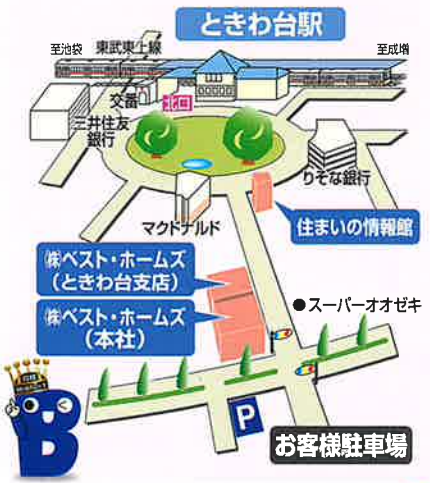 ときわ台駅
至池袋
東武東上線
至成増
交番
北口
三井住友
銀行
りそな銀行
マクドナルド
住まいの情報館
㈱ベスト・ホームズ
(ときわ台支店)
㈱ベスト・ホームズ
(本社)
●スーパーオオゼキ
B
P
お客様駐車場